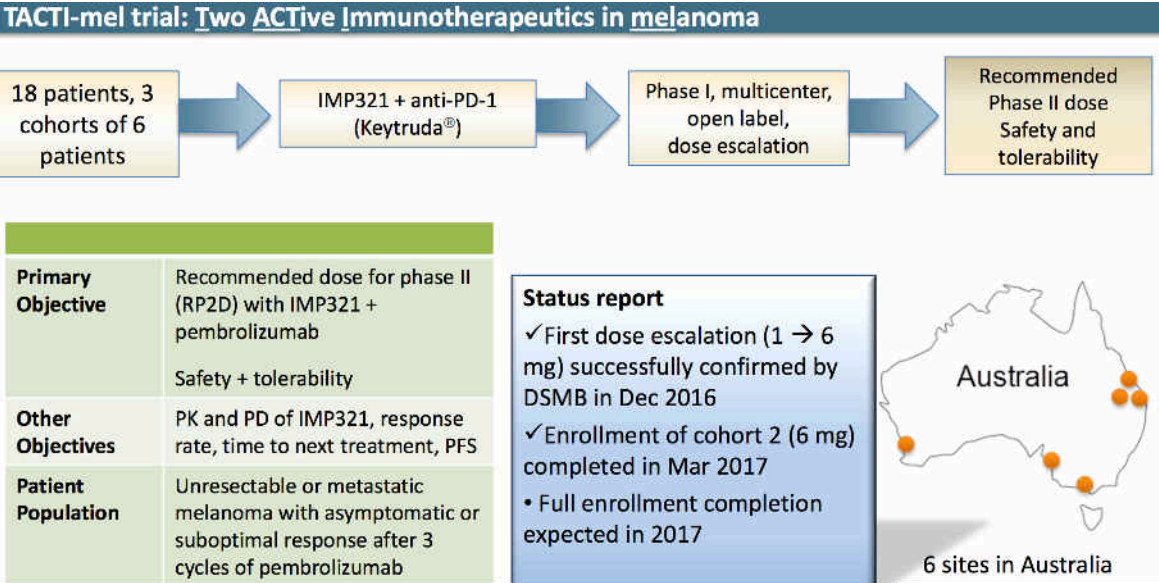 TACTI-mel trial: Two ACTive Immunotherapeutics in melanoma
18 patients, 3
cohorts of 6
patients
IMP321 + anti-PD-1
(Keytruda®)
Phase I, multicenter,
open label,
dose escalation
Recommended
Phase II dose
Safety and
tolerability
Primary
Objective
Recommended dose for phase II
(RP2D) with IMP321 +
pembrolizumab
Safety + tolerability
Other
Objectives
PK and PD of IMP321, response
rate, time to next treatment, PFS
Patient
Population
Unresectable or metastatic
melanoma with asymptomatic or
suboptimal response after 3
cycles of pembrolizumab
Status report
✓First dose escalation (1 → 6
mg) successfully confirmed by
DSMB in Dec 2016
✓Enrollment of cohort 2 (6 mg)
completed in Mar 2017
• Full enrollment completion
expected in 2017
Australia
6 sites in Australia